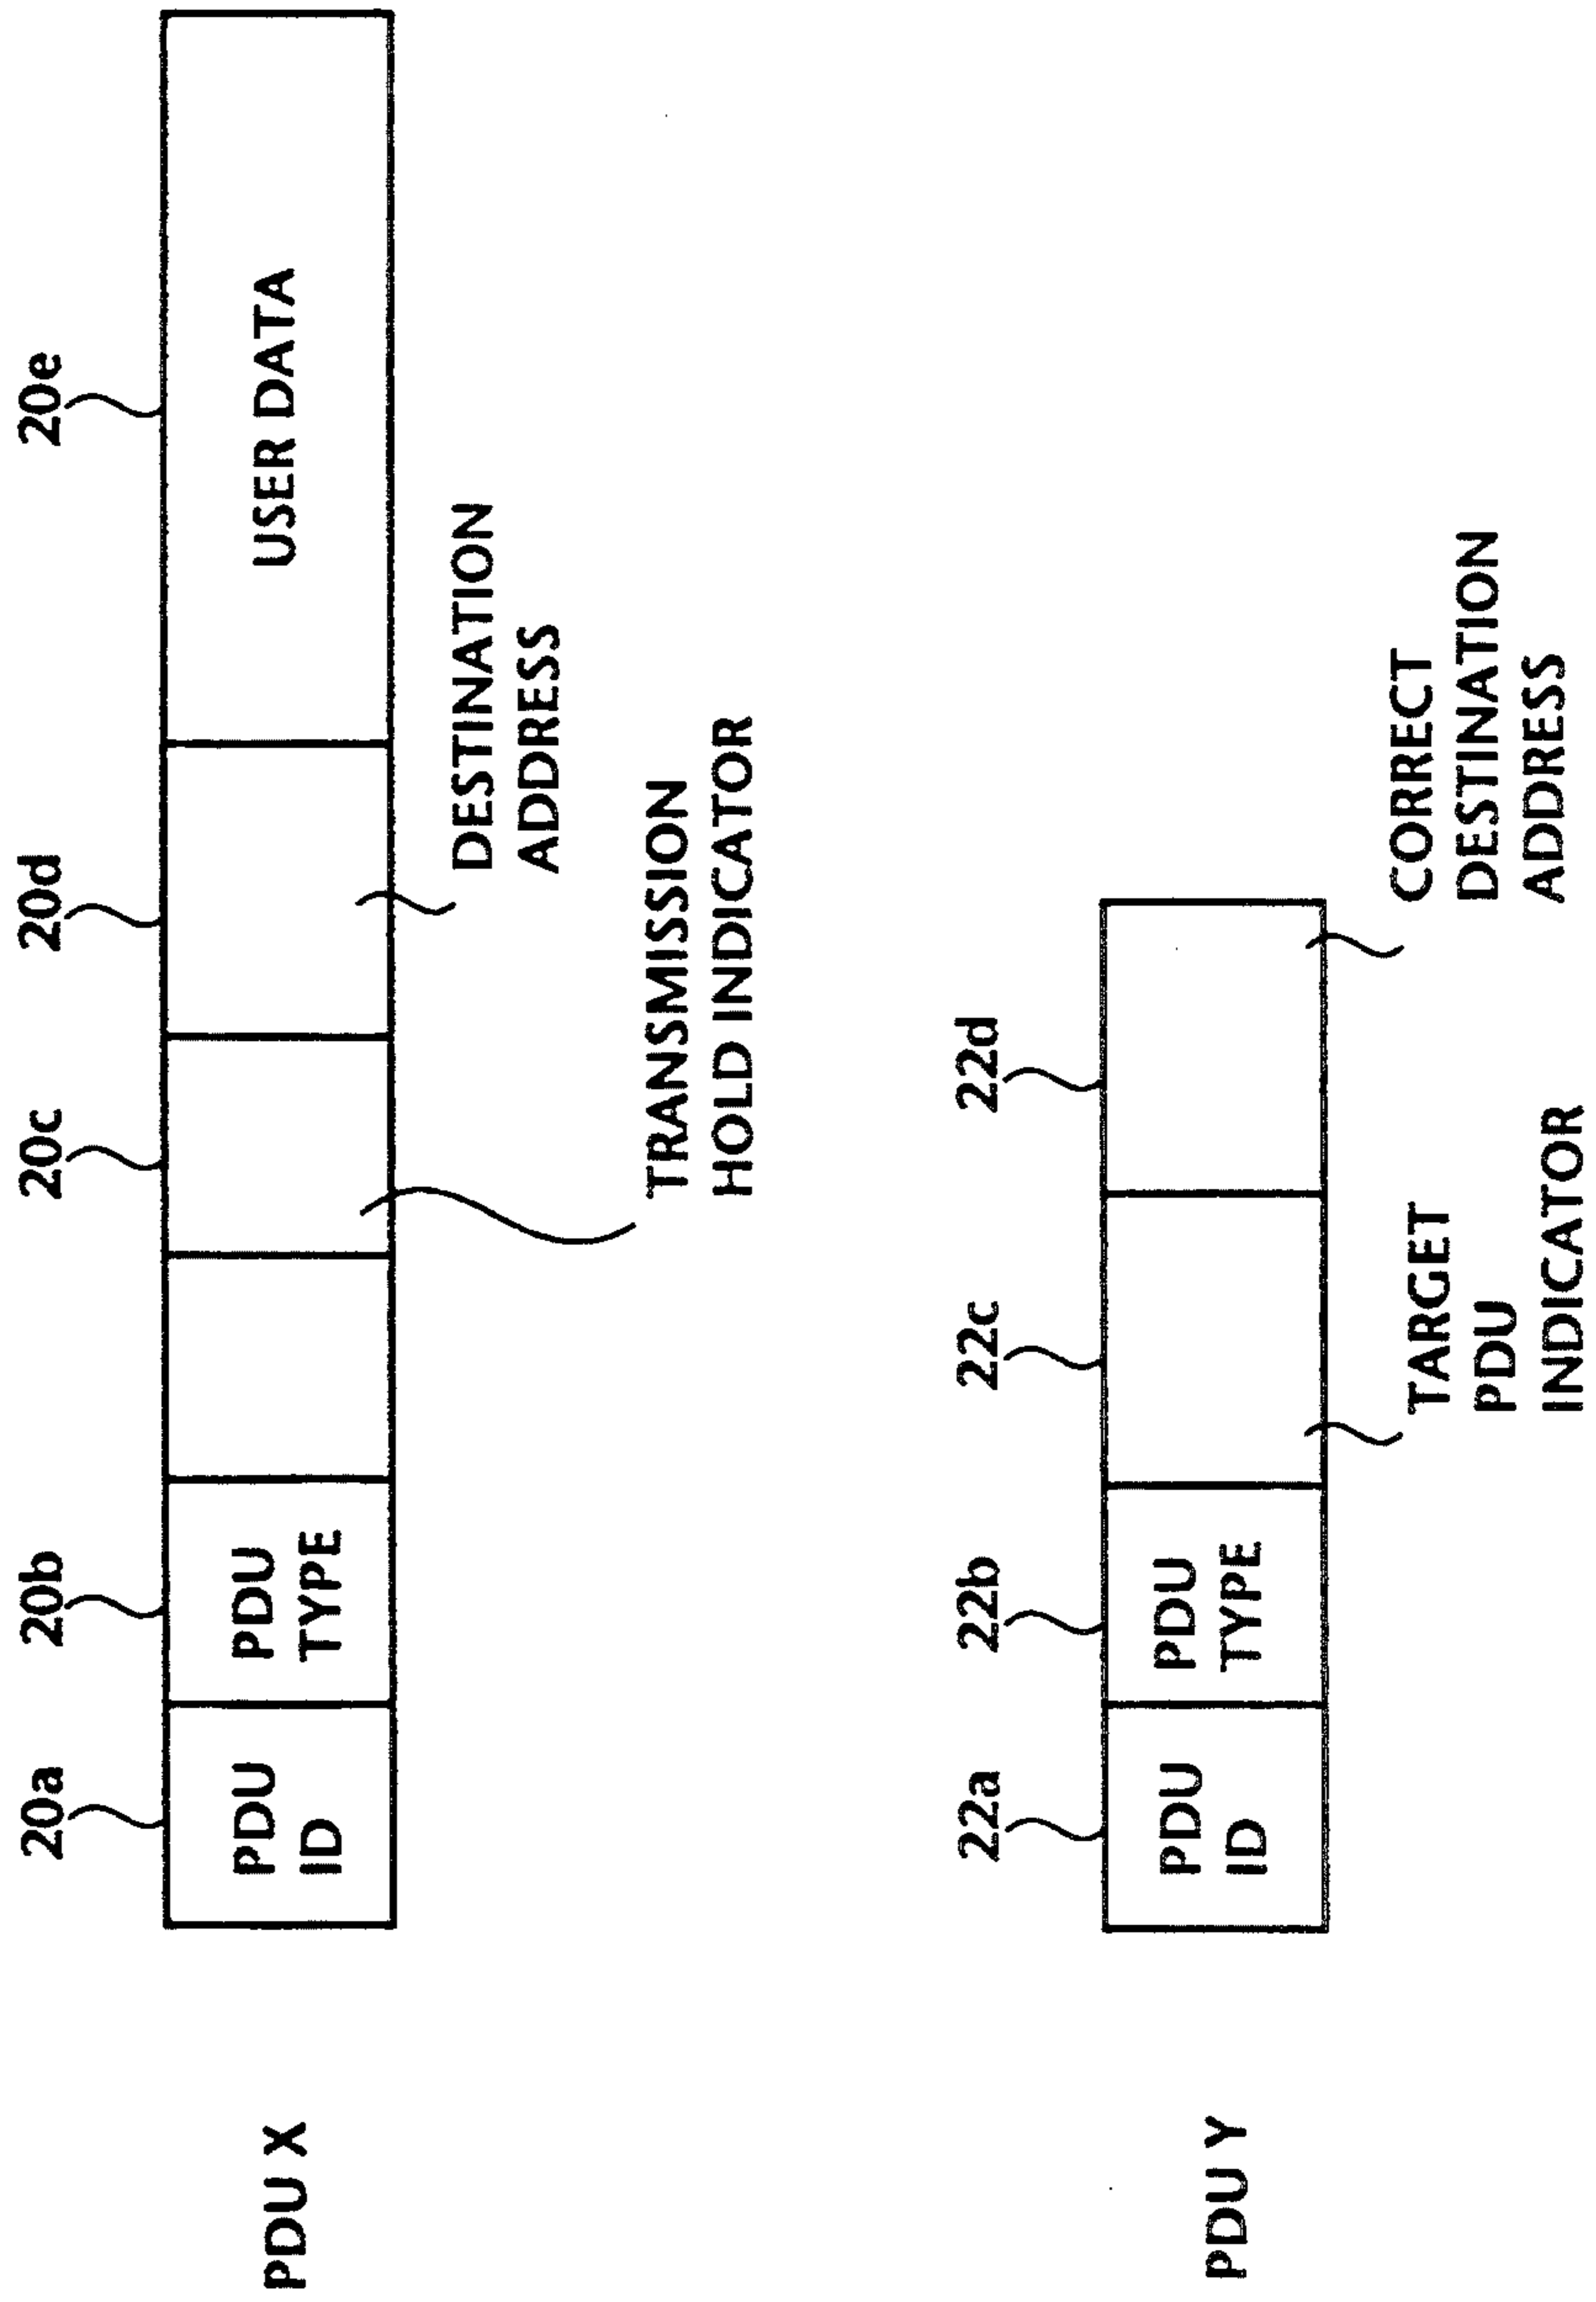 20a
20b
20c
20d
20e
PDU X
PDU
ID
PDU
TYPE
USER DATA
DESTINATION
ADDRESS
TRANSMISSION
HOLD INDICATOR
22a
22b
22c
22d
PDU Y
PDU
ID
PDU
TYPE
TARGET
PDU
INDICATOR
CORRECT
DESTINATION
ADDRESS